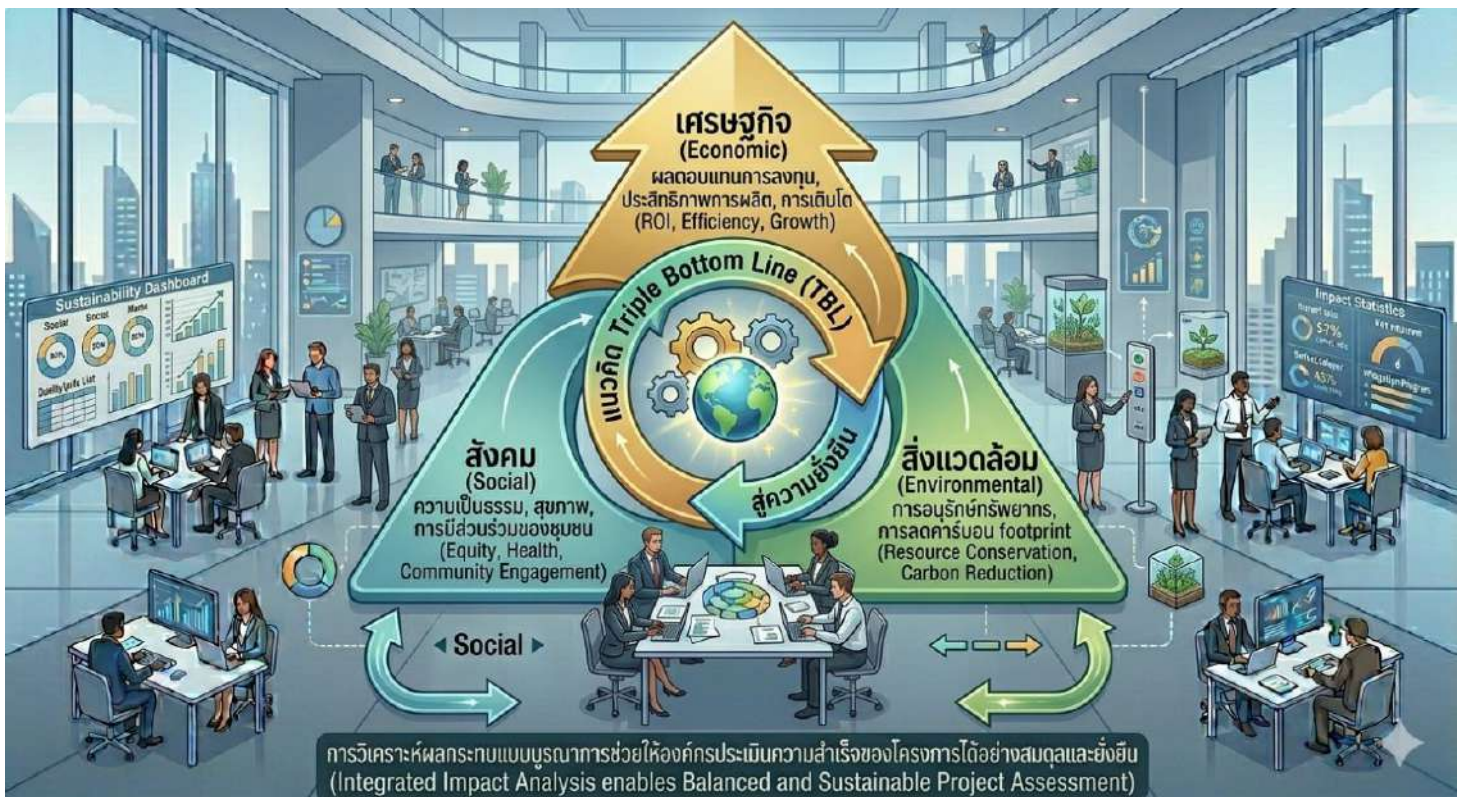 เศรษฐกิจ
(Economic)
ผลตอบแทนการลงทุน,
ประสิทธิภาพการผลิต, การเติบโต
(ROI, Efficiency, Growth)
แนวคิด Triple Bottom Line (TBL)
สู่ความยั่งยืน
สังคม
(Social)
ความเป็นธรรม, สุขภาพ,
การมีส่วนร่วมของชุมชน
(Equity, Health,
Community Engagement)
สิ่งแวดล้อม
(Environmental)
การอนุรักษ์ทรัพยากร,
การลดคาร์บอน footprint
(Resource Conservation,
Carbon Reduction)
Sustainability Dashboard
Social
Social
Impact Statistics
◂ Social ▸
การวิเคราะห์ผลกระทบแบบบูรณาการช่วยให้องค์กรประเมินความสำเร็จของโครงการได้อย่างสมดุลและยั่งยืน
(Integrated Impact Analysis enables Balanced and Sustainable Project Assessment)